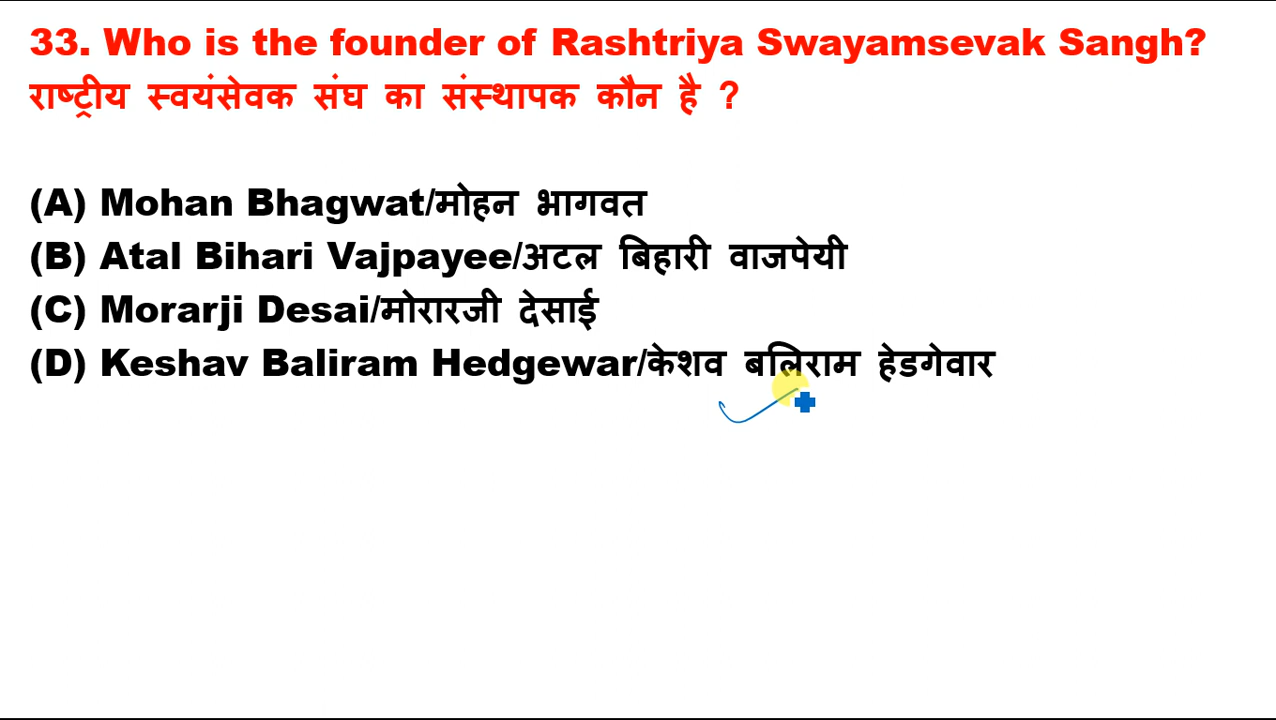 33. Who is the founder of Rashtriya Swayamsevak Sangh?
राष्ट्रीय स्वयंसेवक संघ का संस्थापक कौन है ?
(A) Mohan Bhagwat/मोहन भागवत
(B) Atal Bihari Vajpayee/अटल बिहारी वाजपेयी
(C) Morarji Desai/मोरारजी देसाई
(D) Keshav Baliram Hedgewar/केशव बलिराम हेडगेवार